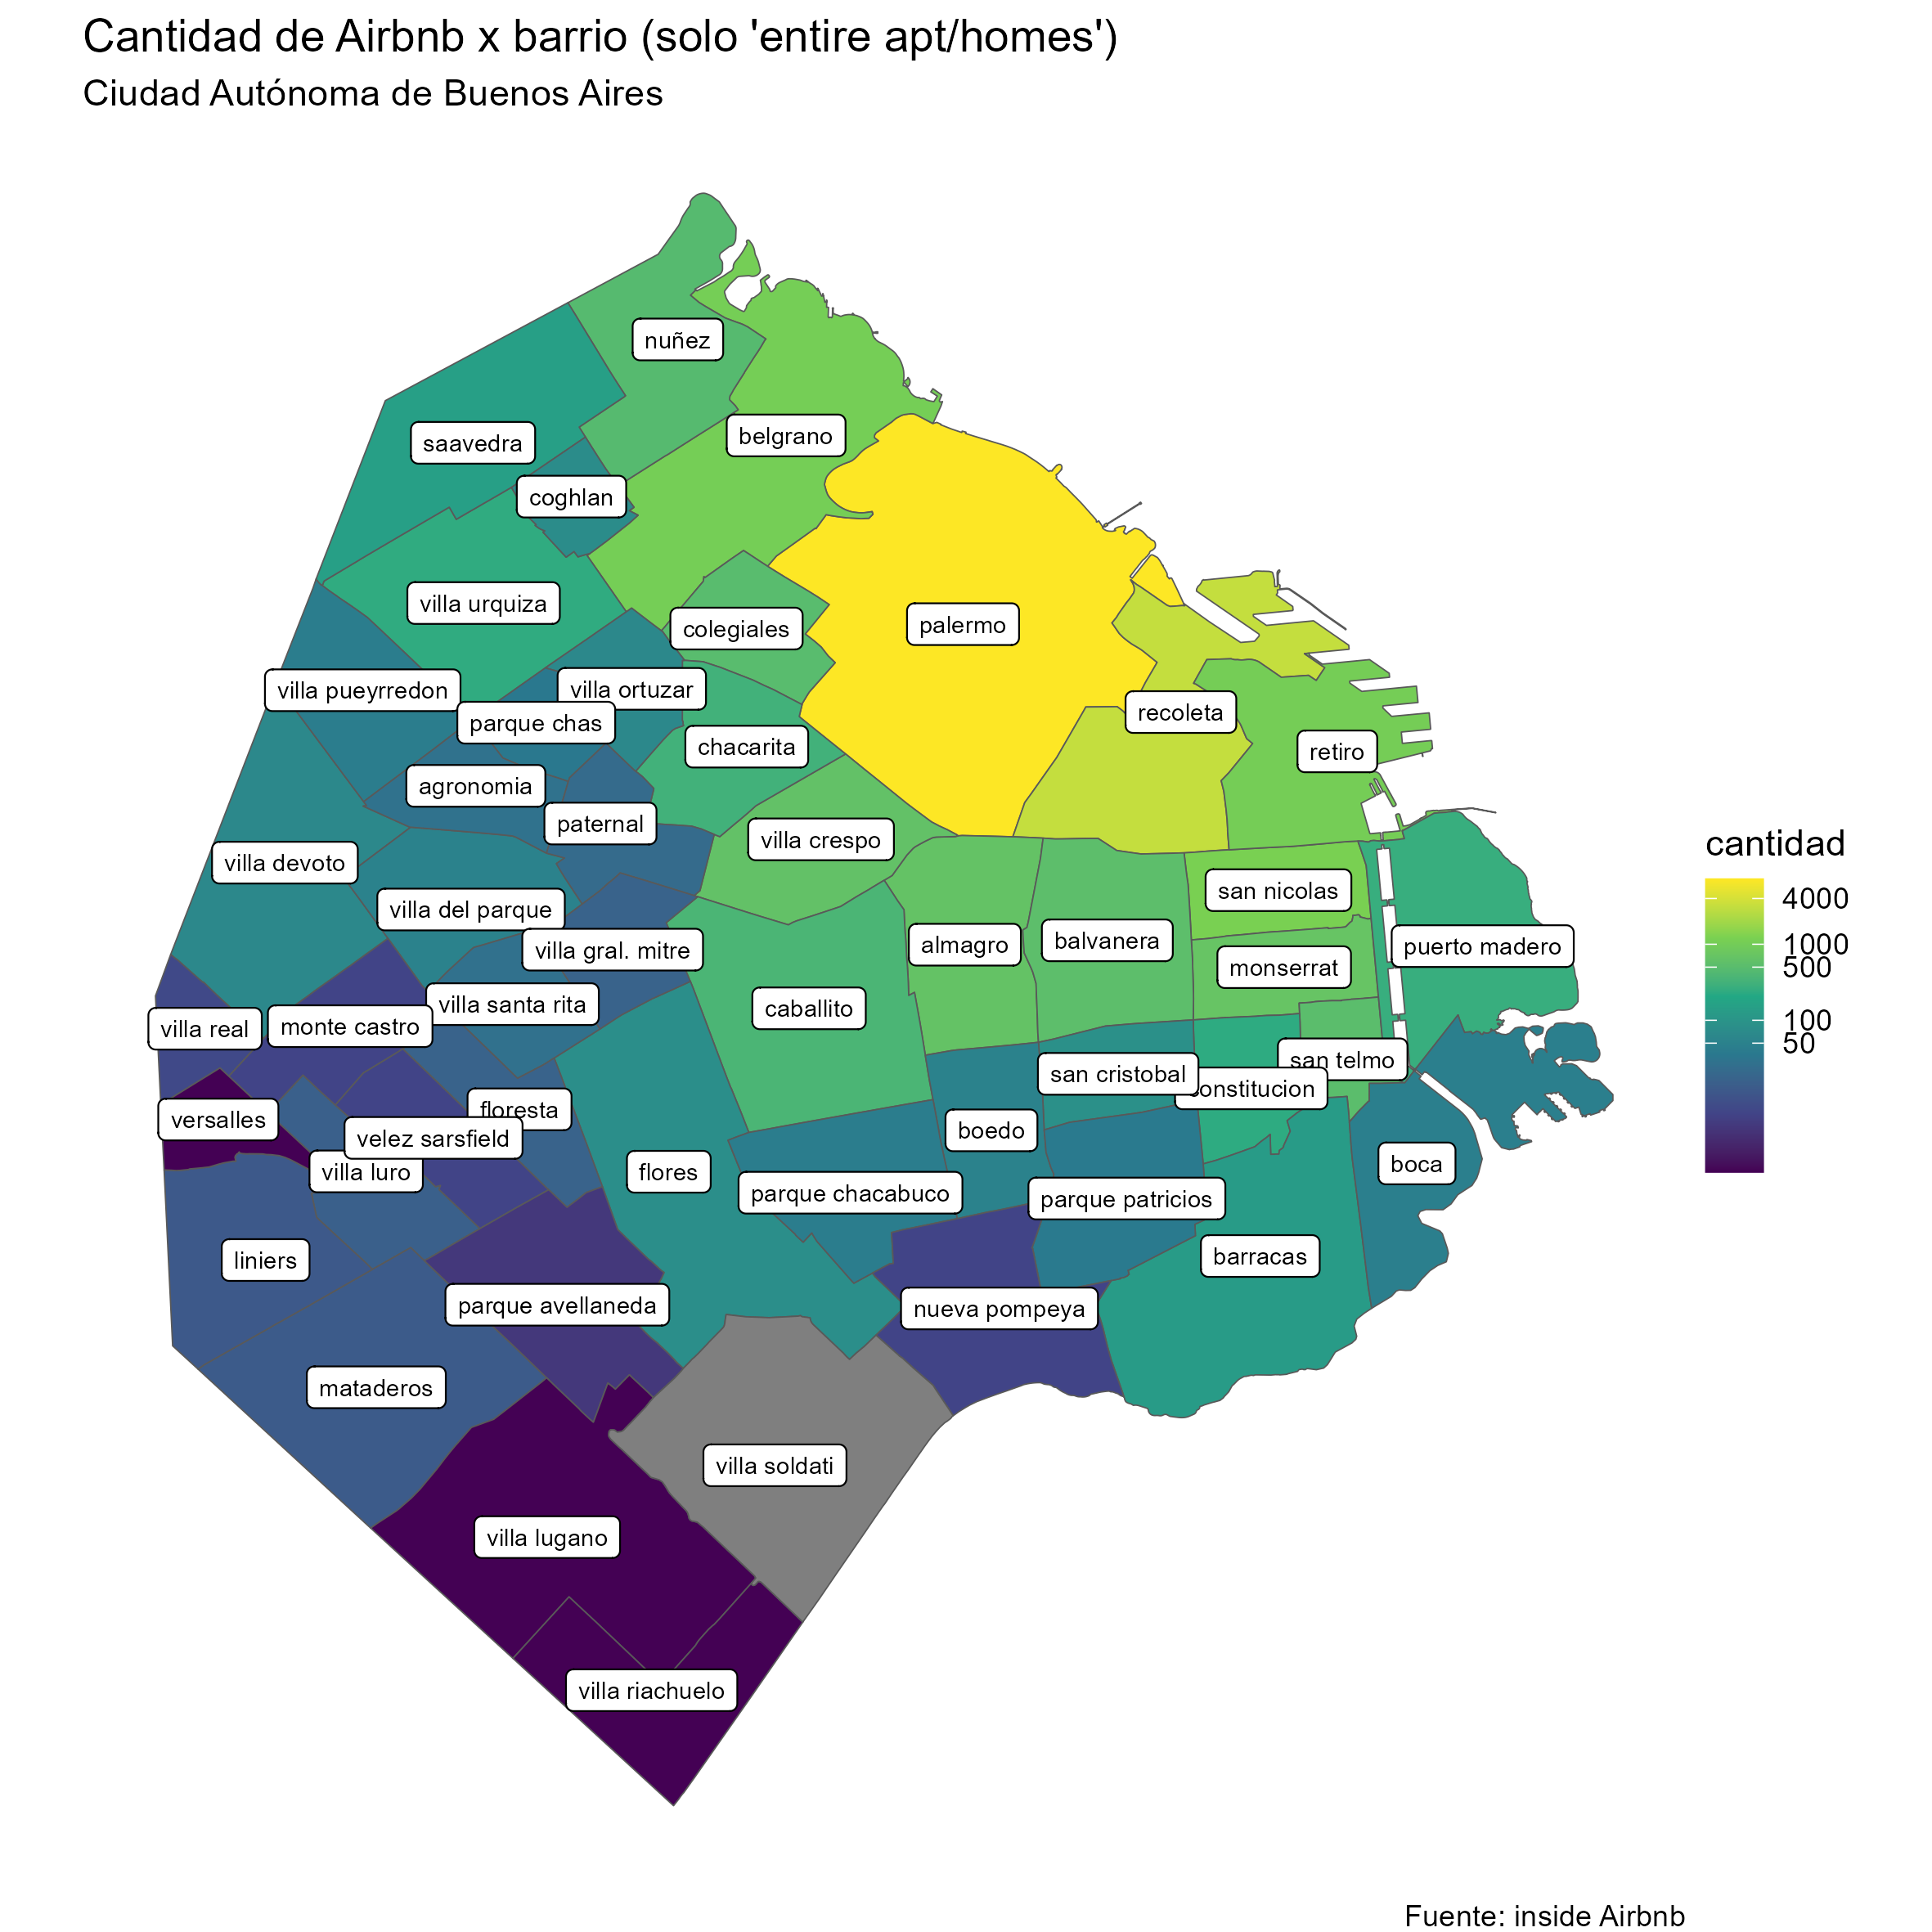 Cantidad de Airbnb x barrio (solo 'entire apt/homes')
Ciudad Autónoma de Buenos Aires
nuñez
belgrano
saavedra
coghlan
villa urquiza
colegiales
palermo
villa pueyrredon
villa ortuzar
parque chas
recoleta
chacarita
retiro
agronomia
paternal
villa crespo
villa devoto
san nicolas
villa del parque
almagro
balvanera
puerto madero
villa gral. mitre
monserrat
villa santa rita
caballito
villa real
monte castro
san telmo
san cristobal
onstitucion
floresta
versalles
velez sarsfield
boedo
villa luro
flores
boca
parque chacabuco
parque patricios
liniers
barracas
parque avellaneda
nueva pompeya
mataderos
villa soldati
villa lugano
villa riachuelo
cantidad
4000
1000
500
100
50
Fuente: inside Airbnb